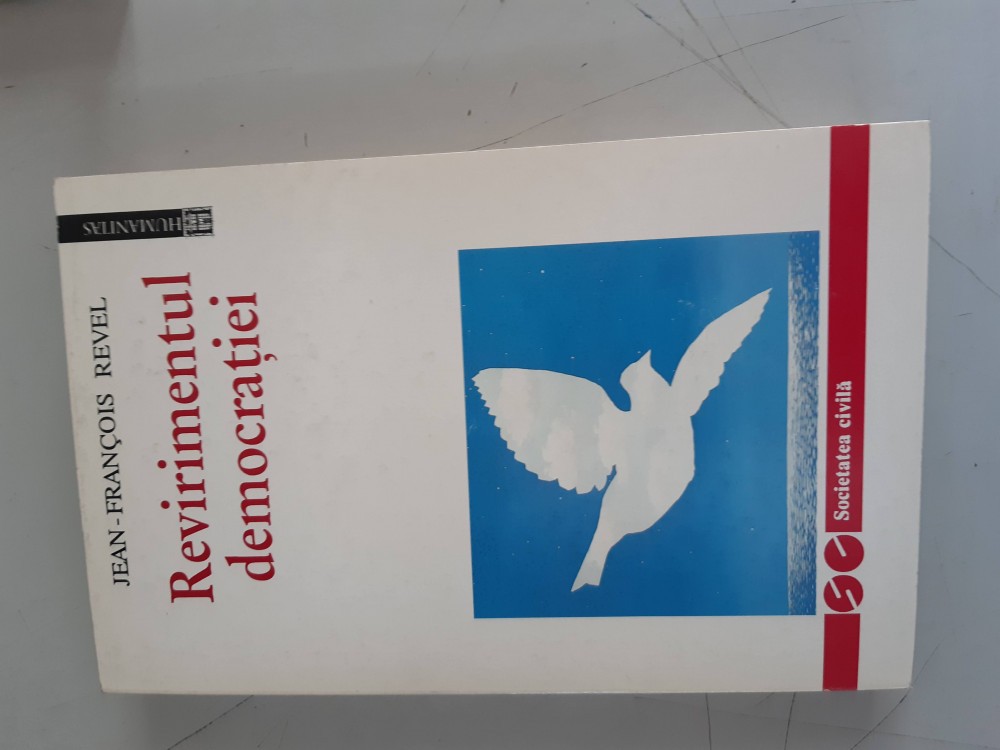 HUMANITAS
JEAN-FRANÇOIS REVEL
Revirimentul
democrației
Societatea civilă